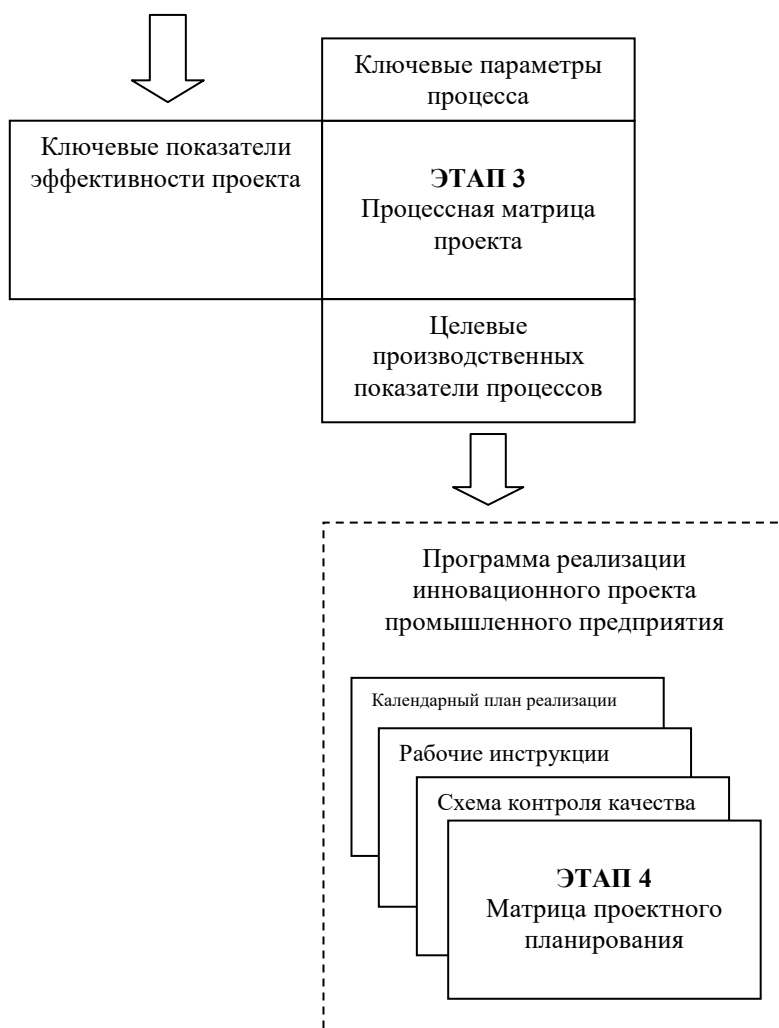 Ключевые параметры
процесса
Ключевые показатели
эффективности проекта
ЭТАП 3
Процессная матрица
проекта
Целевые
производственных
показатели процессов
Программа реализации
инновационного проекта
промышленного предприятия
Календарный план реализации
Рабочие инструкции
Схема контроля качества
ЭТАП 4
Матрица проектного
планирования